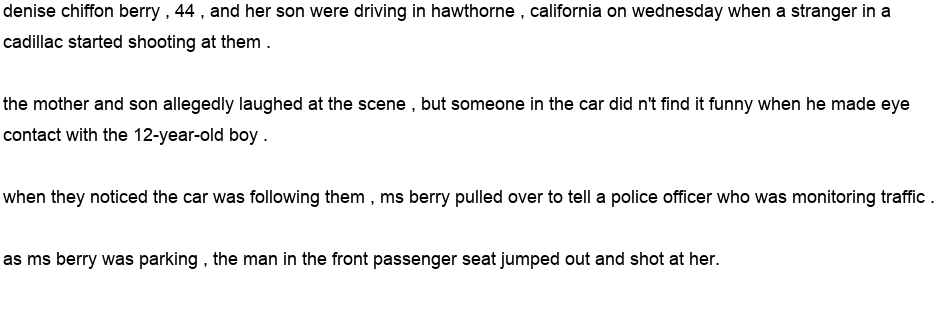 denise chiffon berry , 44 , and her son were driving in hawthorne , california on wednesday when a stranger in a
cadillac started shooting at them .
the mother and son allegedly laughed at the scene , but someone in the car did n't find it funny when he made eye
contact with the 12-year-old boy .
when they noticed the car was following them , ms berry pulled over to tell a police officer who was monitoring traffic .
as ms berry was parking , the man in the front passenger seat jumped out and shot at her.